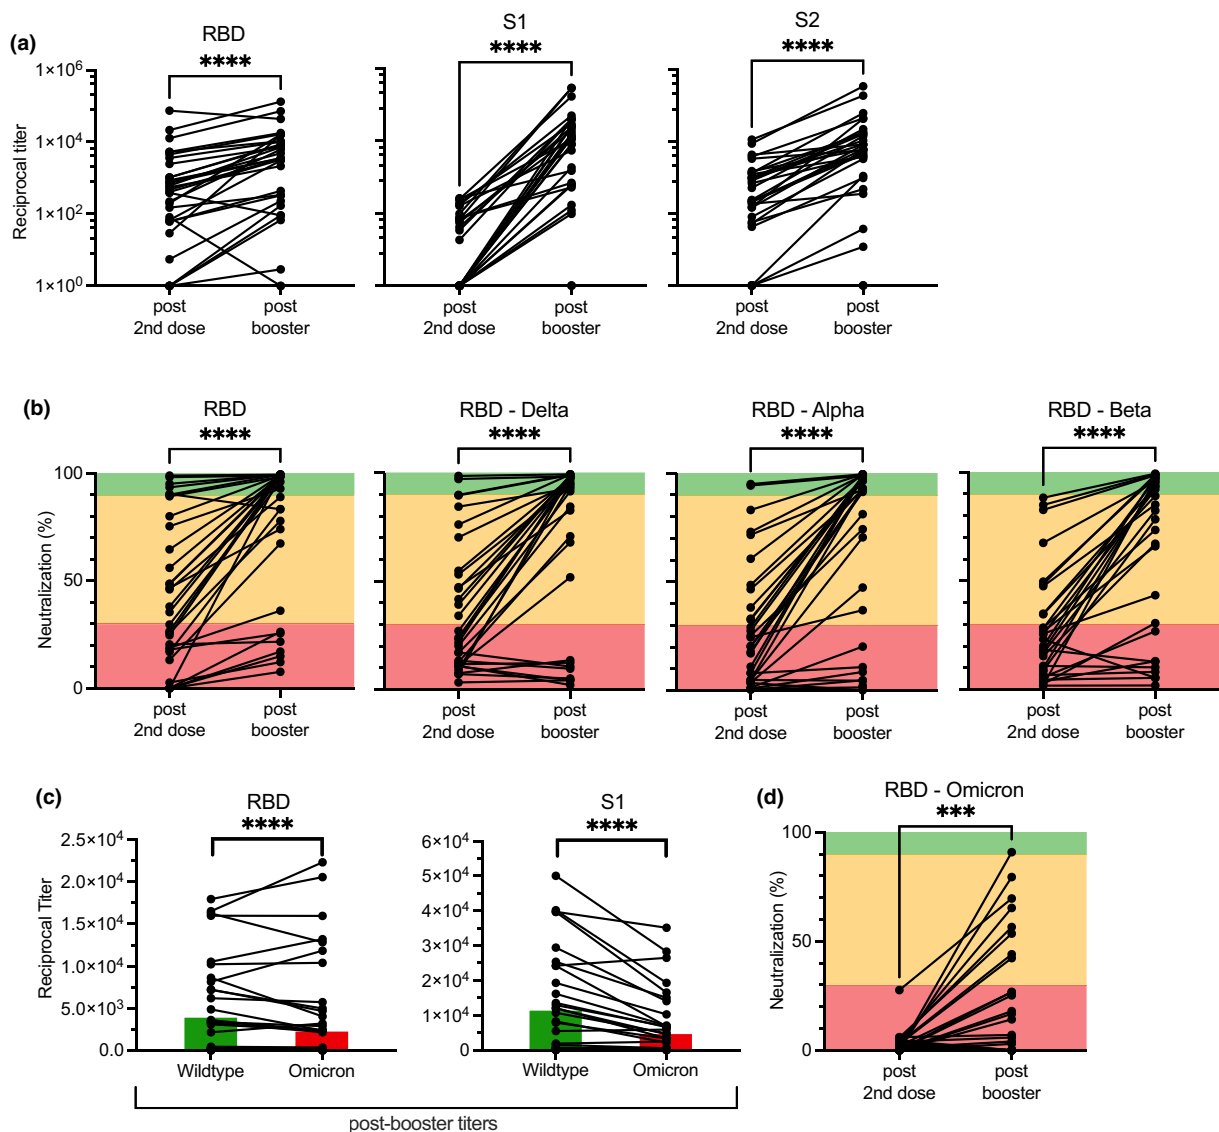 (a)
RBD
S1
S2
****
****
****
Reciprocal titer
1×10⁶
1×10⁴
1×10²
1×10⁰
post
2nd dose
post
booster
post
2nd dose
post
booster
post
2nd dose
post
booster
(b)
RBD
RBD - Delta
RBD - Alpha
RBD - Beta
****
****
****
****
Neutralization (%)
100
50
0
post
2nd dose
post
booster
post
2nd dose
post
booster
post
2nd dose
post
booster
post
2nd dose
post
booster
(c)
RBD
****
Reciprocal Titer
2.5×10⁴
2.0×10⁴
1.5×10⁴
1.0×10⁴
5.0×10³
0.0
Wildtype
Omicron
S1
****
6×10⁴
5×10⁴
4×10⁴
3×10⁴
2×10⁴
1×10⁴
0
Wildtype
Omicron
post-booster titers
(d)
RBD - Omicron
***
Neutralization (%)
100
50
0
post
2nd dose
post
booster